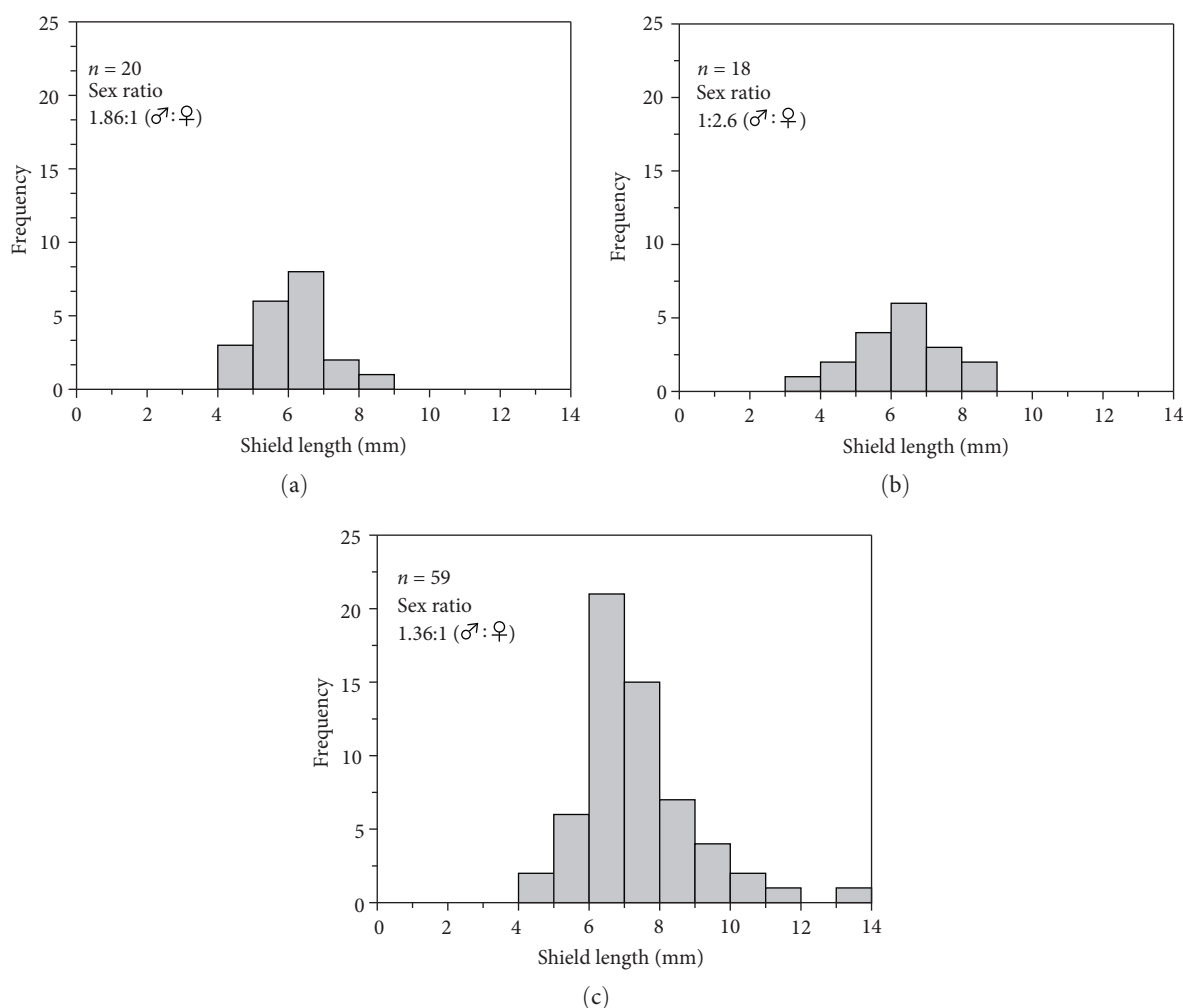 25
20
15
10
5
0
Frequency
n = 20
Sex ratio
1.86:1 (♂:♀)
0 2 4 6 8 10 12 14
Shield length (mm)
(a)
25
20
15
10
5
0
Frequency
n = 18
Sex ratio
1:2.6 (♂:♀)
0 2 4 6 8 10 12 14
Shield length (mm)
(b)
25
20
15
10
5
0
Frequency
n = 59
Sex ratio
1.36:1 (♂:♀)
0 2 4 6 8 10 12 14
Shield length (mm)
(c)